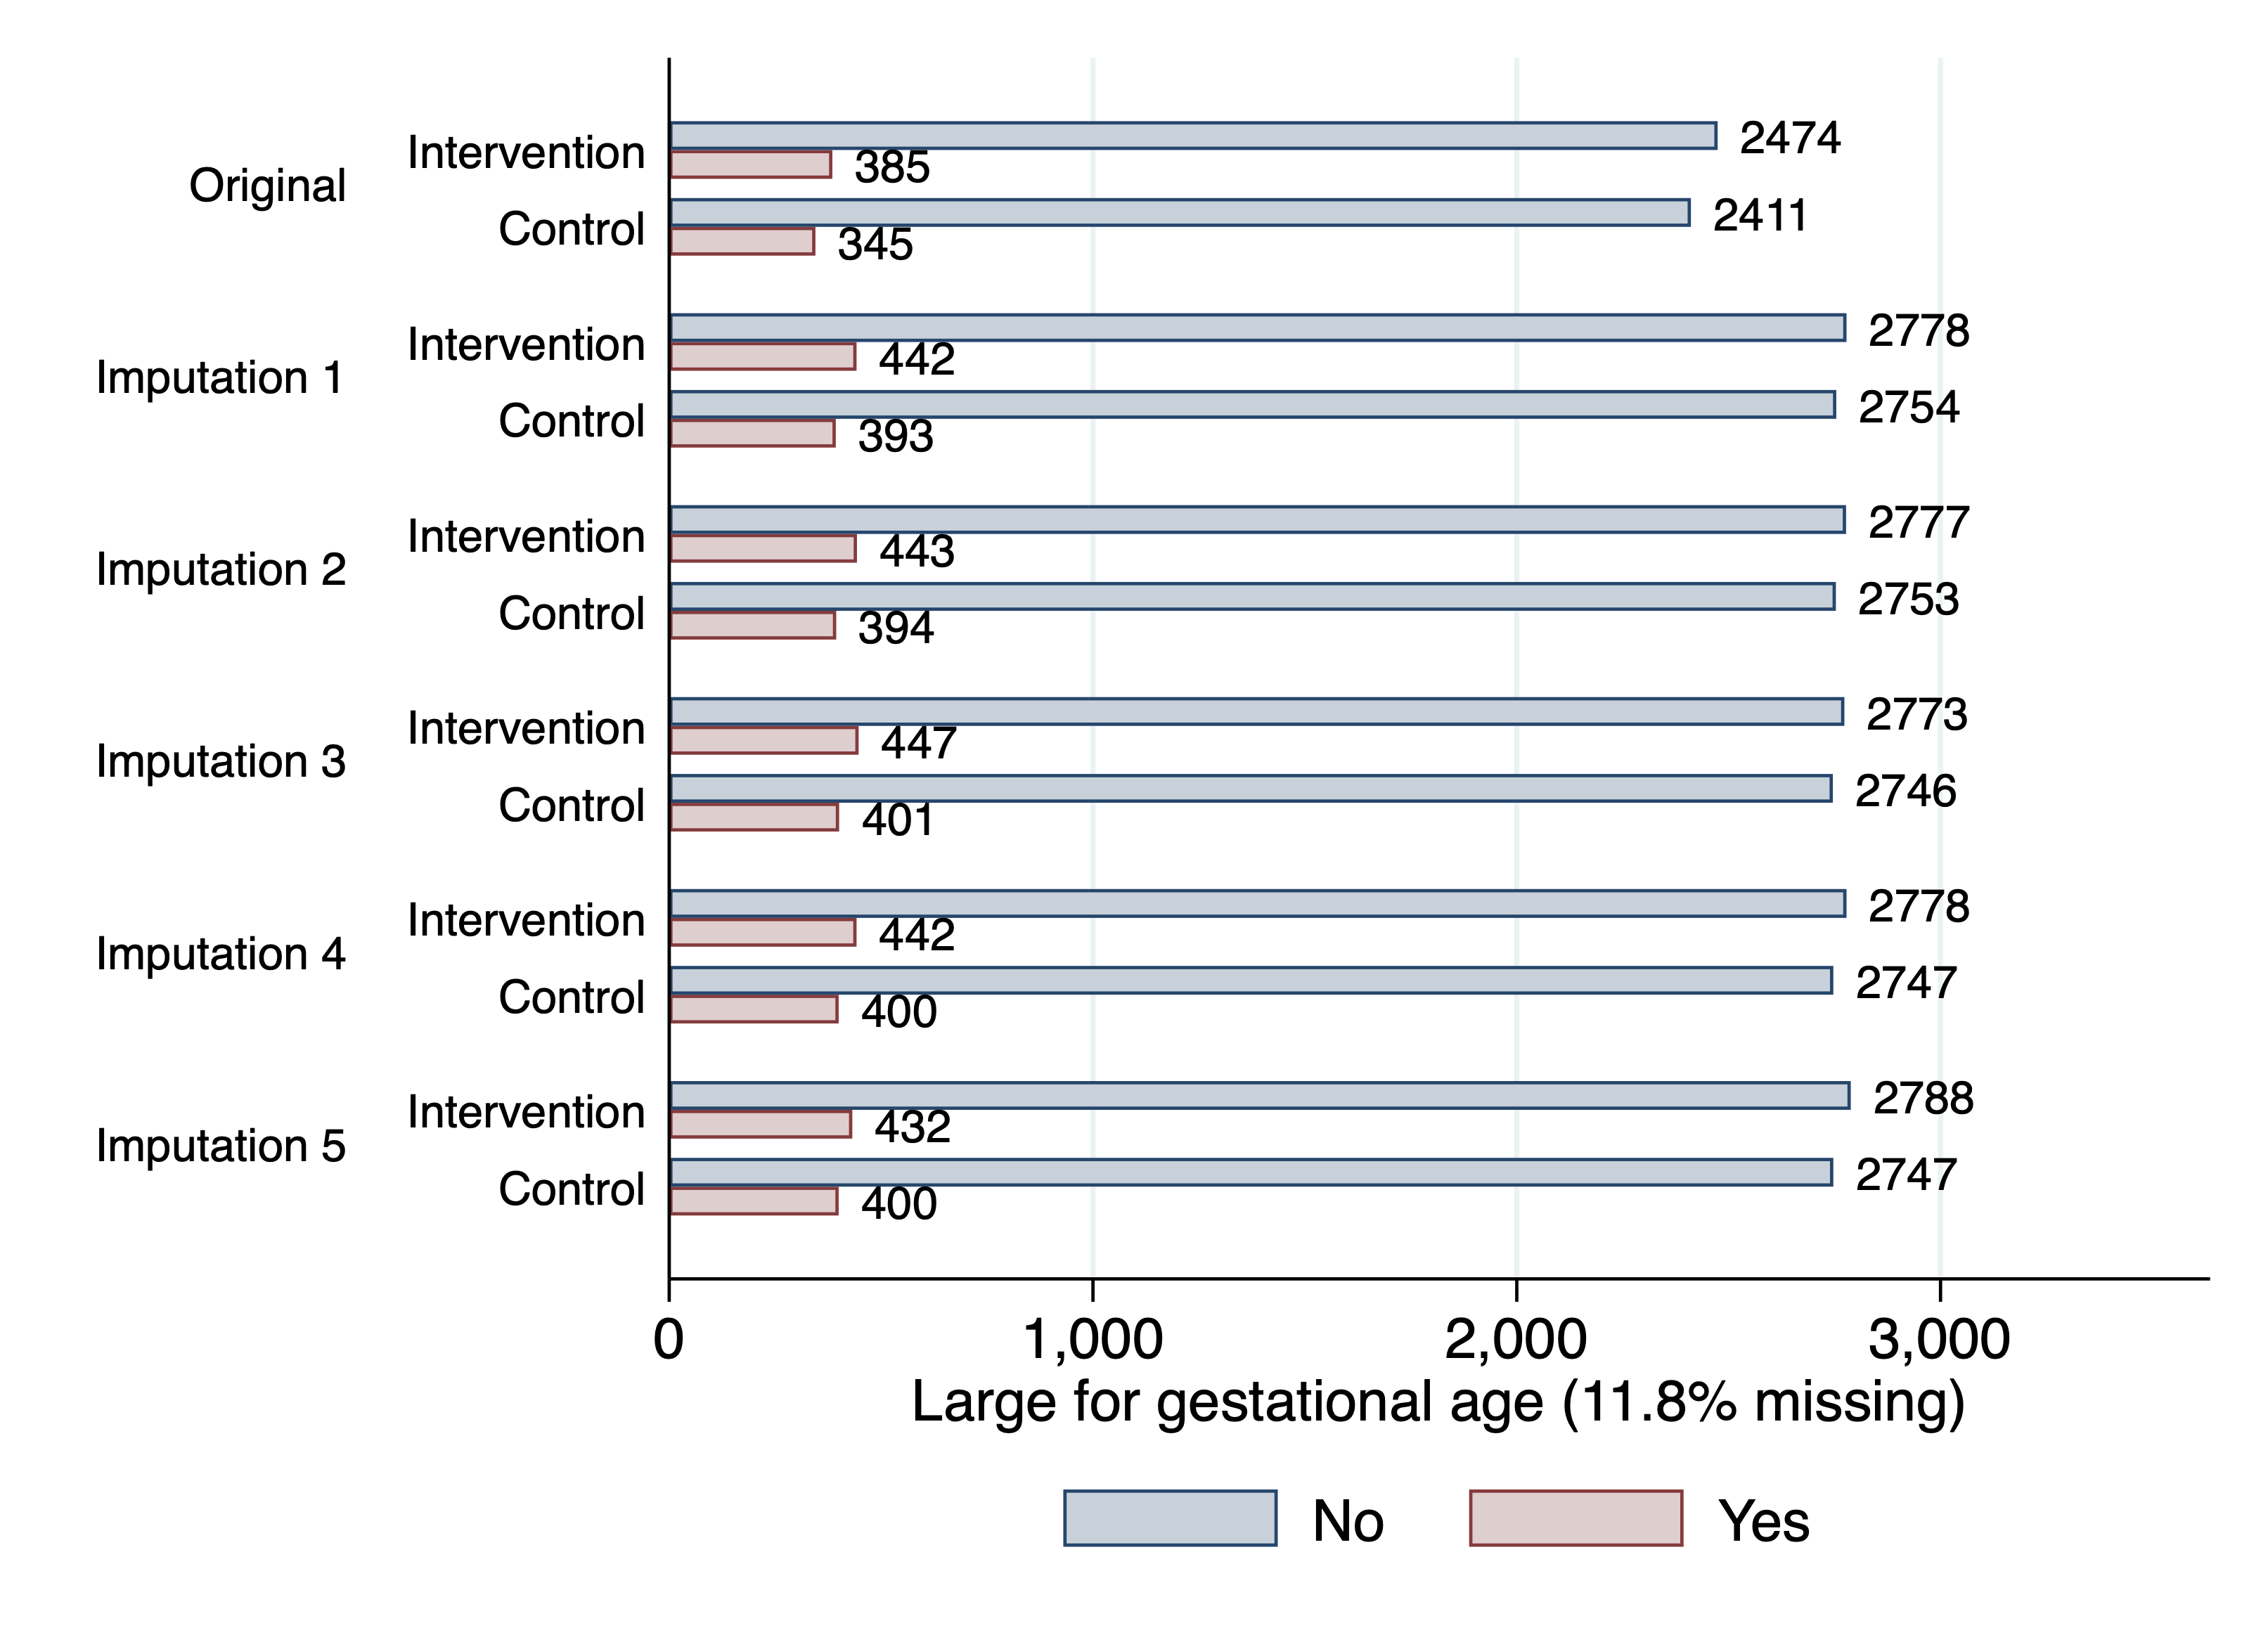 Original
Intervention
2474
385
Control
2411
345
Imputation 1
Intervention
2778
442
Control
2754
393
Imputation 2
Intervention
2777
443
Control
2753
394
Imputation 3
Intervention
2773
447
Control
2746
401
Imputation 4
Intervention
2778
442
Control
2747
400
Imputation 5
Intervention
2788
432
Control
2747
400
0 1,000 2,000 3,000
Large for gestational age (11.8% missing)
No Yes